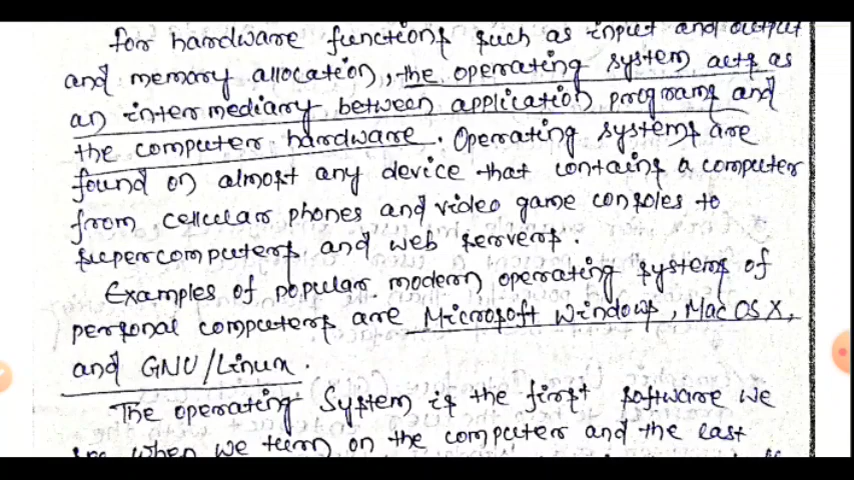 for hardware functions such as input and output
and memory allocation, the operating system acts as
an intermediary between application programs and
the computer hardware. Operating systems are
found on almost any device that contains a computer
from cellular phones and video game consoles to
supercomputers and web servers.
Examples of popular modern operating systems of
personal computers are Microsoft Windows, Mac OS X,
and GNU/Linux.
The operating System is the first software we
see when we turn on the computer and the last